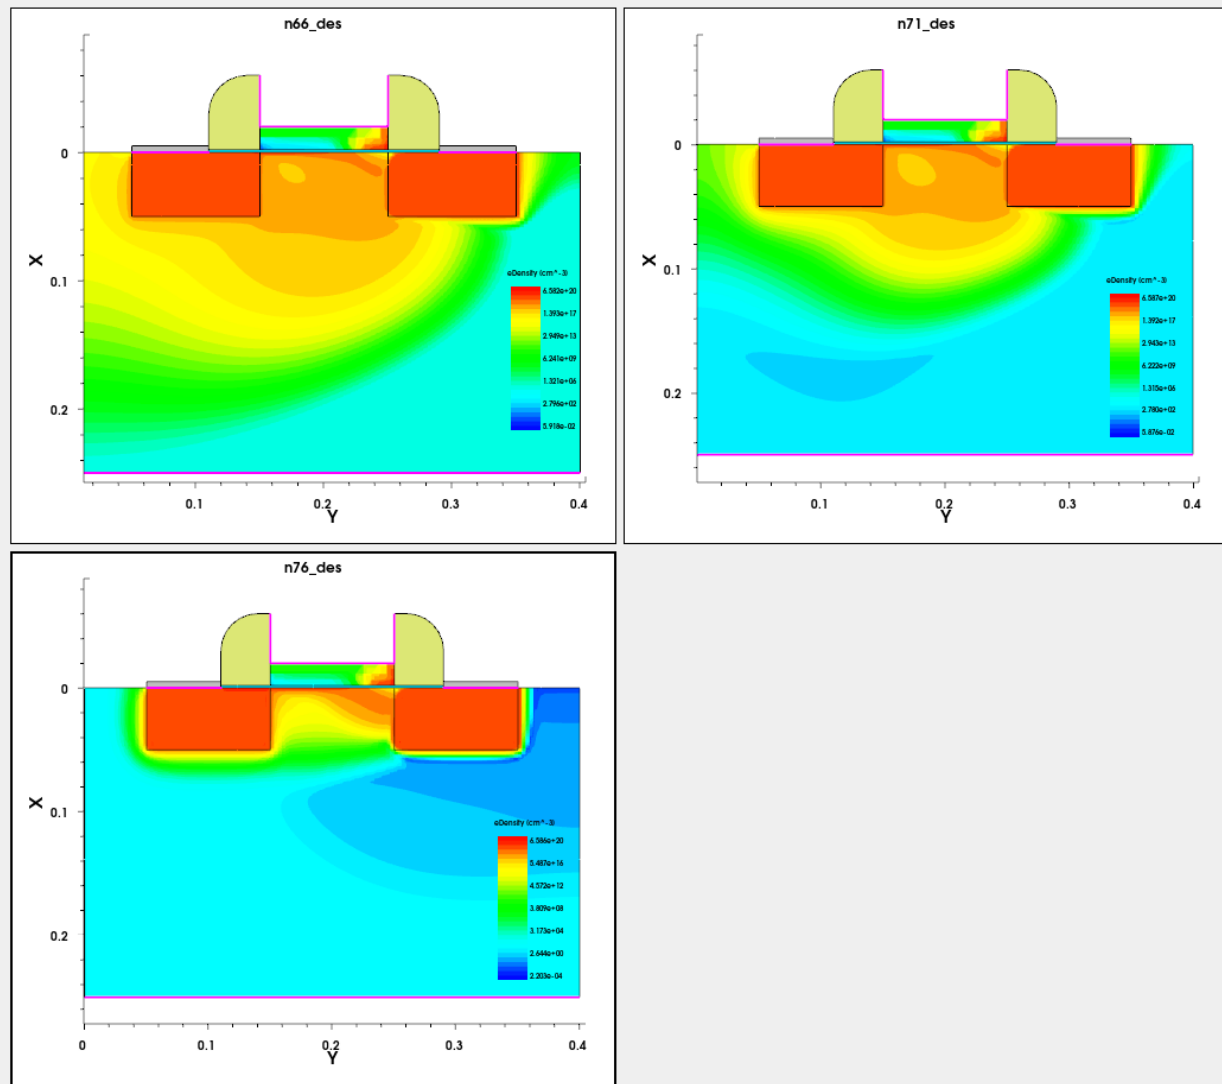 n66_des
0
0.1
0.2
X
eDensity (cm^-3)
6.582e+20
1.393e+17
2.949e+13
6.241e+09
1.321e+06
2.796e+02
5.918e-02
0.1
0.2
0.3
0.4
Y
n71_des
0
0.1
0.2
X
eDensity (cm^-3)
6.587e+20
1.392e+17
2.943e+13
6.222e+09
1.315e+06
2.780e+02
5.876e-02
0.1
0.2
0.3
0.4
Y
n76_des
0
0.1
0.2
X
eDensity (cm^-3)
6.586e+20
5.487e+16
4.572e+12
3.809e+08
3.173e+04
2.644e+00
2.203e-04
0
0.1
0.2
0.3
0.4
Y